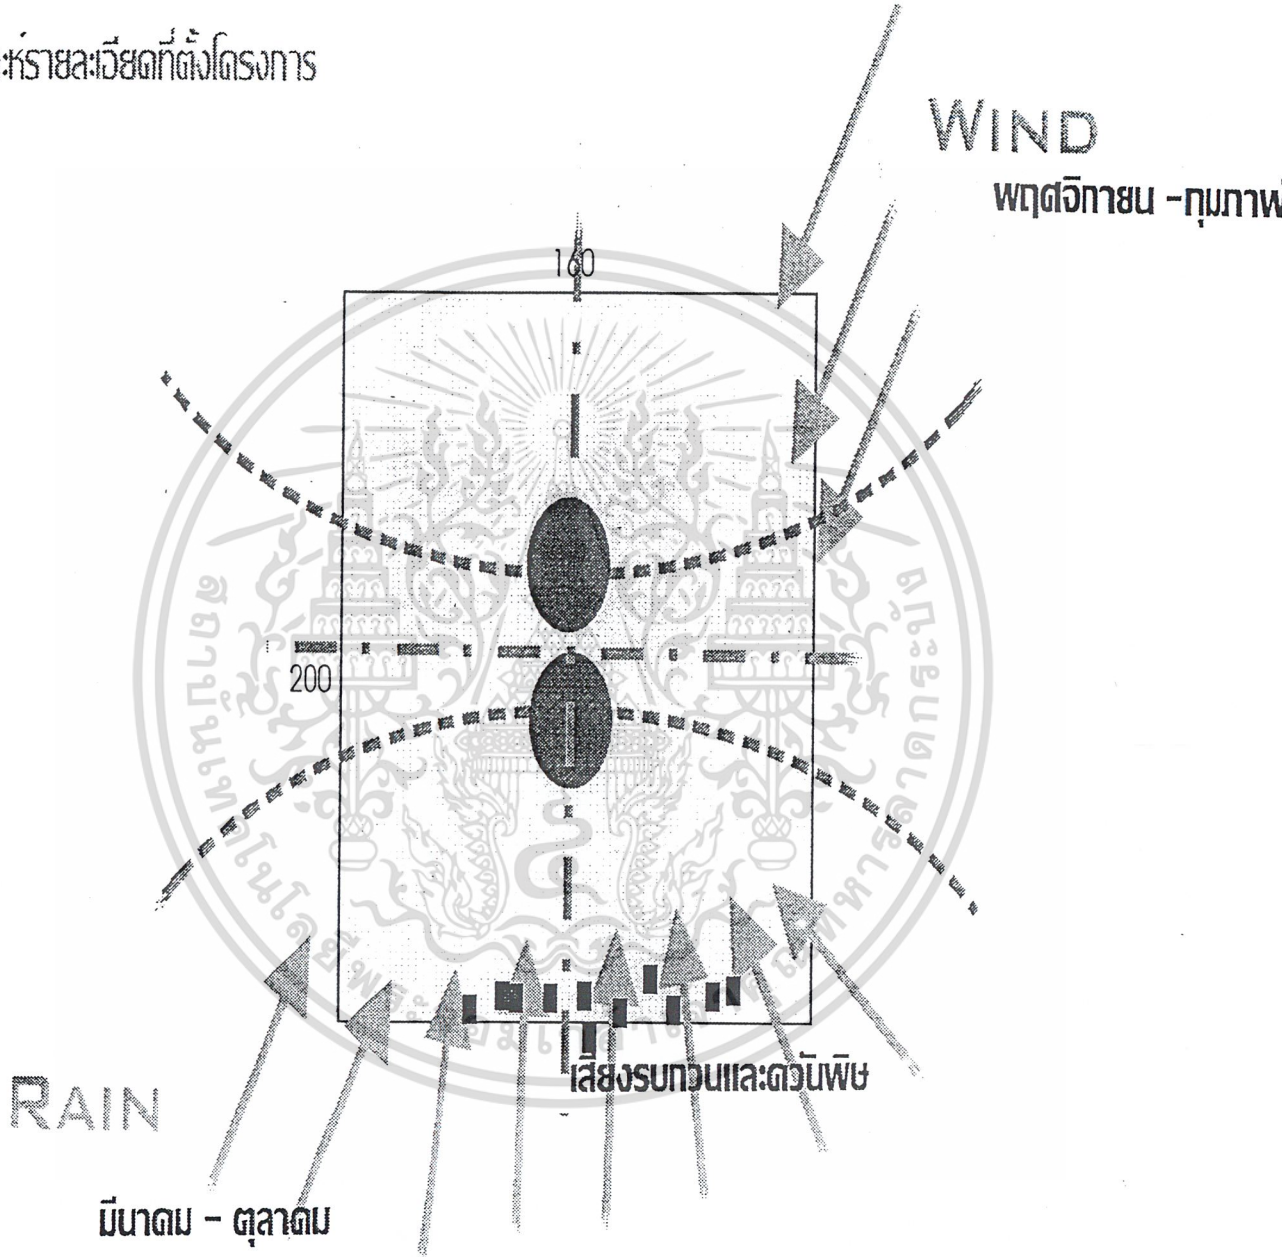 ะห์รายละเอียดที่ตั้งโครงการ
WIND
พฤศจิกายน -กุมภาพ
160
200
เสียงรบกวนและควันพิษ
RAIN
มีนาคม - ตุลาคม